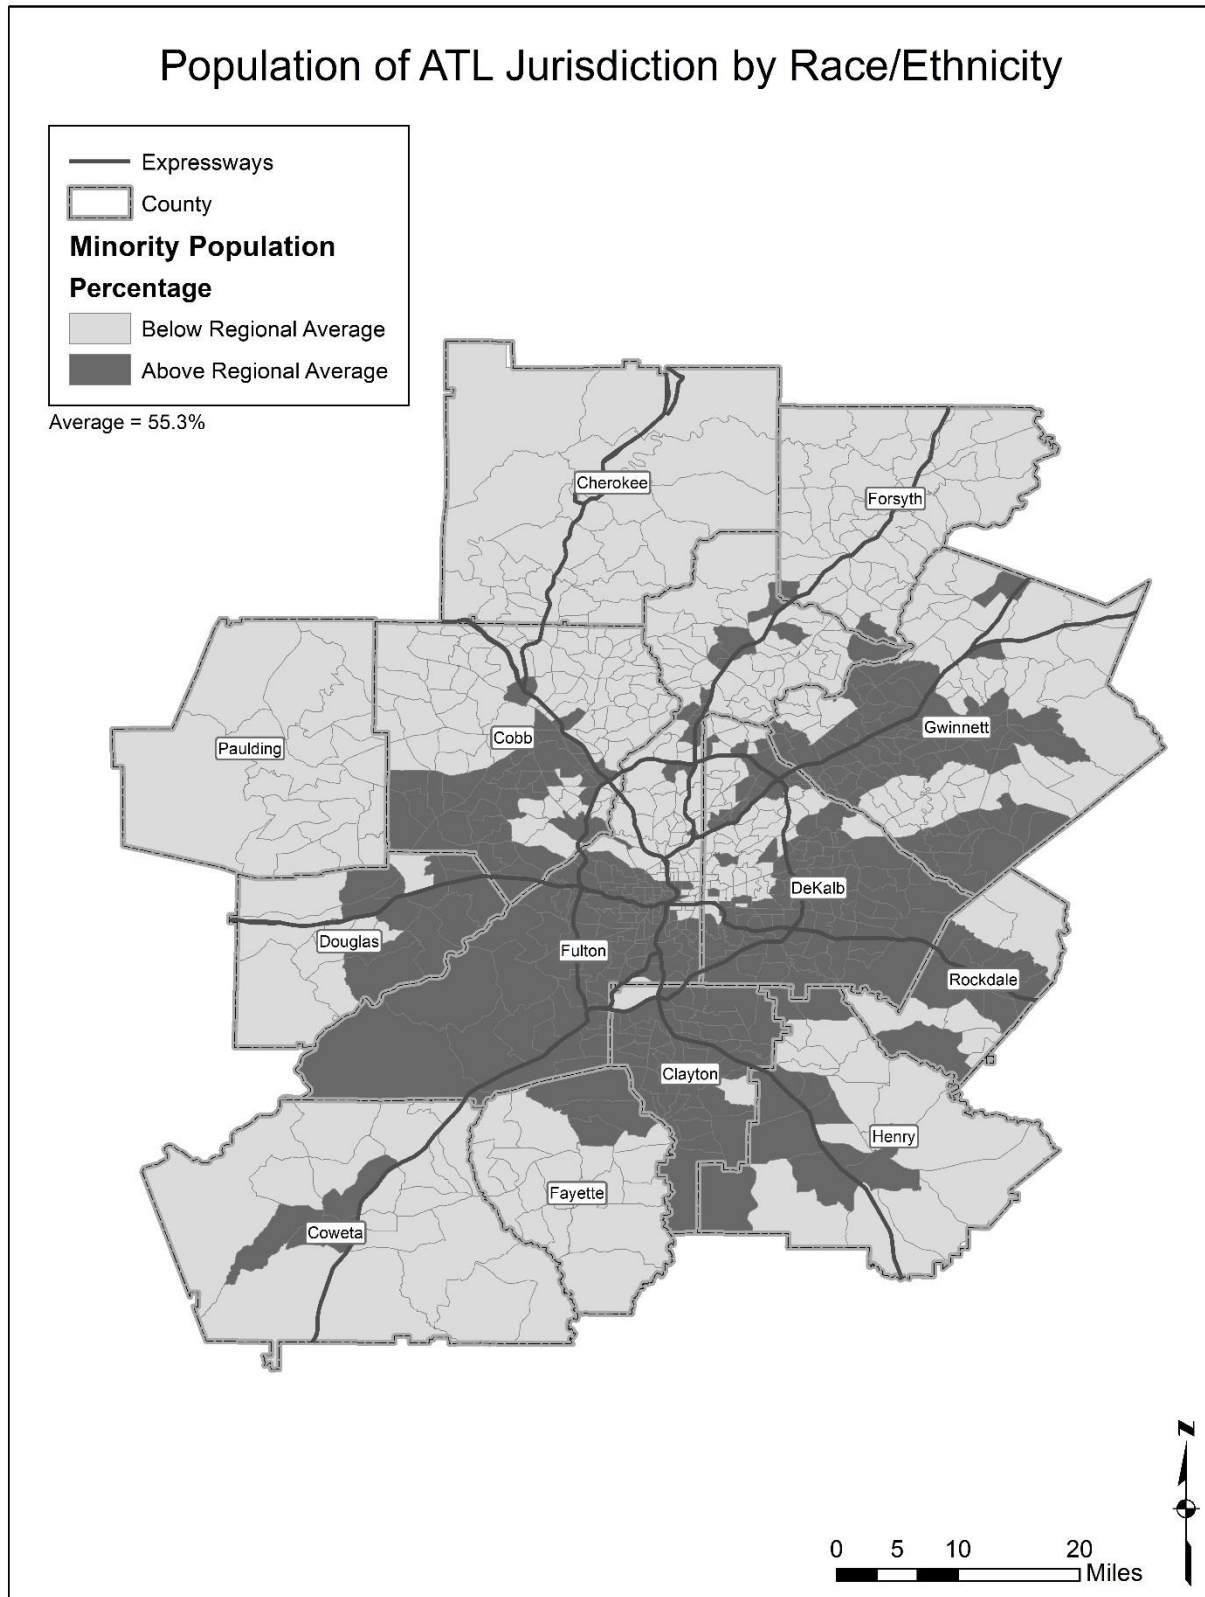 Population of ATL Jurisdiction by Race/Ethnicity
Expressways
County
Minority Population
Percentage
Below Regional Average
Above Regional Average
Average = 55.3%
Cherokee
Forsyth
Gwinnett
Cobb
Paulding
DeKalb
Douglas
Fulton
Rockdale
Clayton
Henry
Fayette
Coweta
N
0 5 10 20
Miles